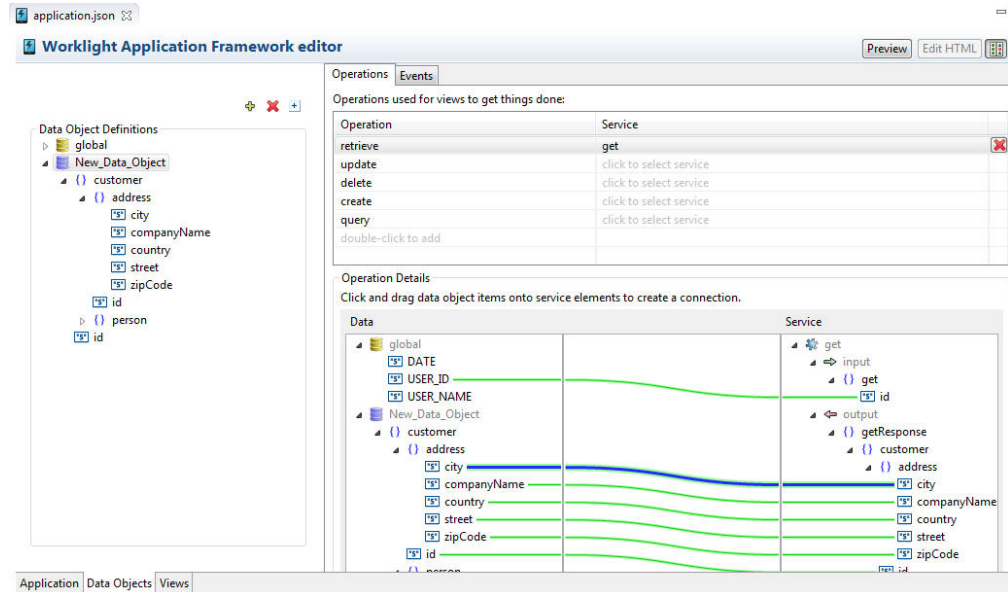 application.json
Worklight Application Framework editor
Preview
Edit HTML
Operations
Events
Operations used for views to get things done:
Operation Service
retrieve get
update click to select service
delete click to select service
create click to select service
query click to select service
double-click to add
Data Object Definitions
global
New_Data_Object
{} customer
{} address
"S" city
"S" companyName
"S" country
"S" street
"S" zipCode
"S" id
{} person
"S" id
Operation Details
Click and drag data object items onto service elements to create a connection.
Data
global
"S" DATE
"S" USER_ID
"S" USER_NAME
New_Data_Object
{} customer
{} address
"S" city
"S" companyName
"S" country
"S" street
"S" zipCode
"S" id
{} person
Service
get
input
{} get
"S" id
output
{} getResponse
{} customer
{} address
"S" city
"S" companyName
"S" country
"S" street
"S" zipCode
"S" id
Application
Data Objects
Views